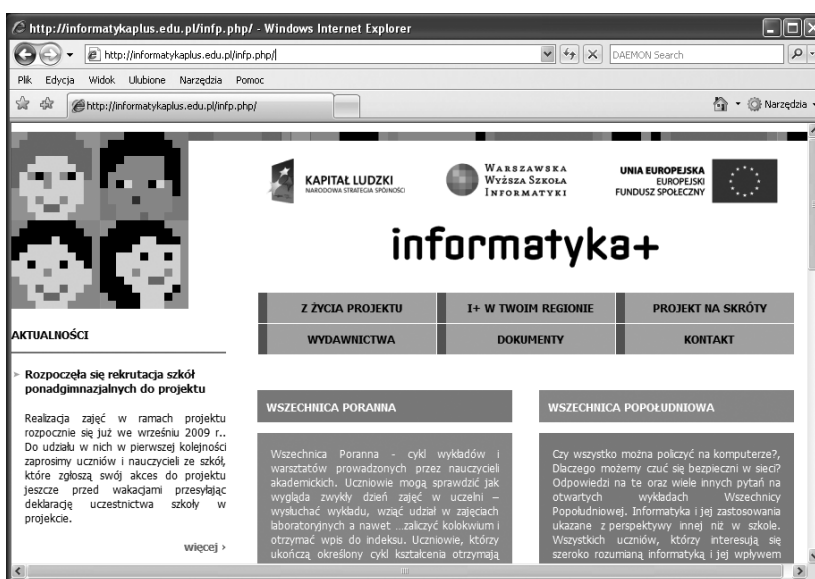 http://informatykaplus.edu.pl/infp.php/ - Windows Internet Explorer
http://informatykaplus.edu.pl/infp.php/
DAEMON Search
Plik Edycja Widok Ulubione Narzędzia Pomoc
http://informatykaplus.edu.pl/infp.php/
Narzędzia
KAPITAŁ LUDZKI
NARODOWA STRATEGIA SPÓJNOŚCI
WARSZAWSKA
WYŻSZA SZKOŁA
INFORMATYKI
UNIA EUROPEJSKA
EUROPEJSKI
FUNDUSZ SPOŁECZNY
informatyka+
Z ŻYCIA PROJEKTU I+ W TWOIM REGIONIE PROJEKT NA SKRÓTY
WYDAWNICTWA DOKUMENTY KONTAKT
AKTUALNOŚCI
Rozpoczęła się rekrutacja szkół
ponadgimnazjalnych do projektu
Realizacja zajęć w ramach projektu
rozpocznie się już we wrześniu 2009 r..
Do udziału w nich w pierwszej kolejności
zaprosimy uczniów i nauczycieli ze szkół,
które zgłoszą swój akces do projektu
jeszcze przed wakacjami przesyłając
deklarację uczestnictwa szkoły w
projekcie.
więcej ›
WSZECHNICA PORANNA
Wszechnica Poranna - cykl wykładów i
warsztatów prowadzonych przez nauczycieli
akademickich. Uczniowie mogą sprawdzić jak
wygląda zwykły dzień zajęć w uczelni –
wysłuchać wykładu, wziąć udział w zajęciach
laboratoryjnych a nawet ...zaliczyć kolokwium i
otrzymać wpis do indeksu. Uczniowie, którzy
ukończą określony cykl kształcenia otrzymają
WSZECHNICA POPOŁUDNIOWA
Czy wszystko można policzyć na komputerze?,
Dlaczego możemy czuć się bezpieczni w sieci?
Odpowiedzi na te oraz wiele innych pytań na
otwartych wykładach Wszechnicy
Popołudniowej. Informatyka i jej zastosowania
ukazane z perspektywy innej niż w szkole.
Wszystkich uczniów, którzy interesują się
szeroko rozumianą informatyką i jej wpływem